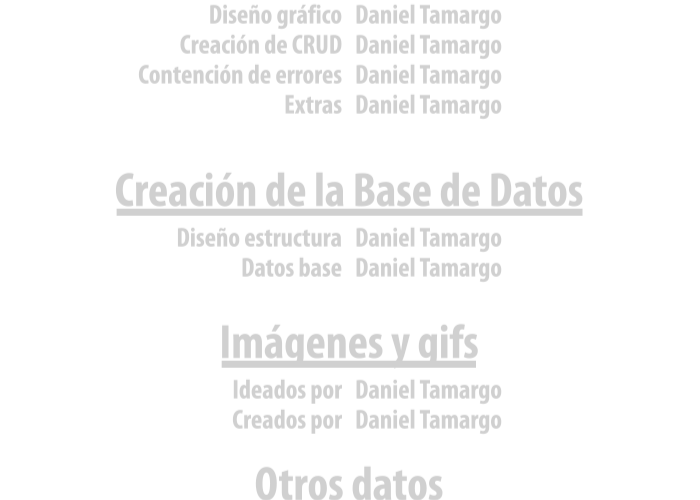 Diseño gráfico Daniel Tamargo
Creación de CRUD Daniel Tamargo
Contención de errores Daniel Tamargo
Extras Daniel Tamargo
Creación de la Base de Datos
Diseño estructura Daniel Tamargo
Datos base Daniel Tamargo
Imágenes y gifs
Ideados por Daniel Tamargo
Creados por Daniel Tamargo
Otros datos